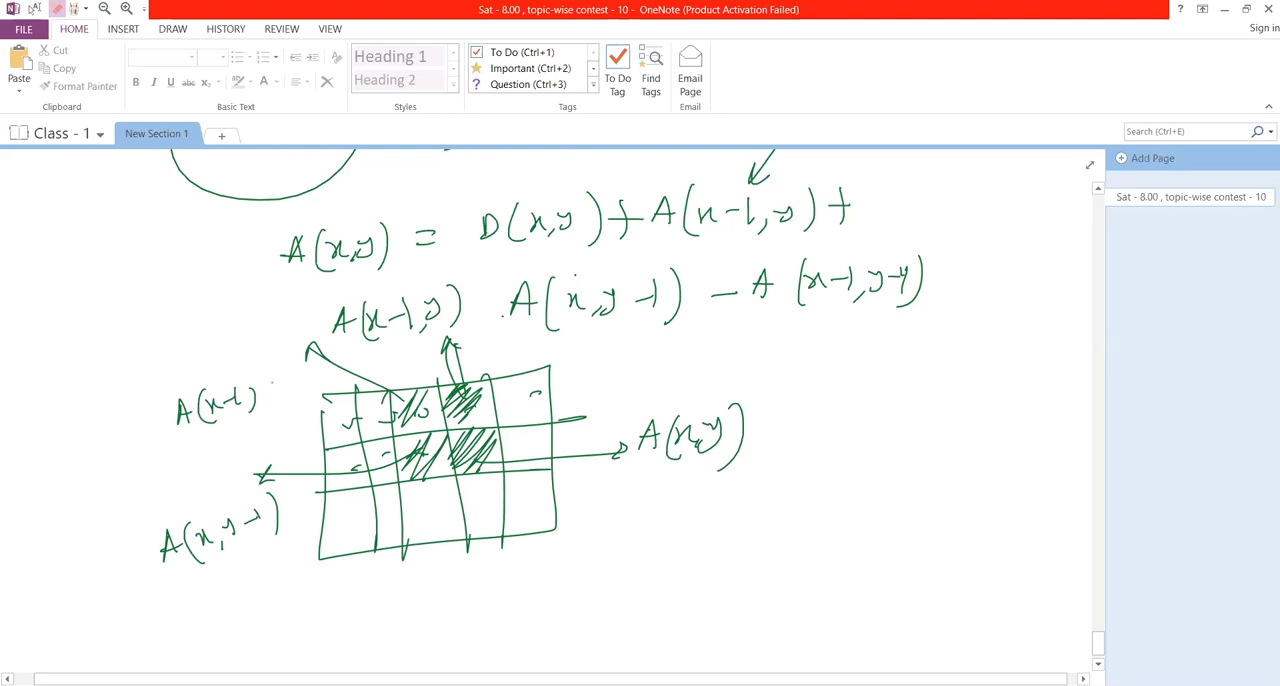 Sat - 8.00 , topic-wise contest - 10 - OneNote (Product Activation Failed)
FILE HOME INSERT DRAW HISTORY REVIEW VIEW
Sign in
Paste
Cut
Copy
Format Painter
Clipboard
B I U abc X₂ A
Basic Text
Heading 1
Heading 2
Styles
To Do (Ctrl+1)
Important (Ctrl+2)
Question (Ctrl+3)
Tags
To Do Tag
Find Tags
Email Page
Email
Class - 1
New Section 1
Search (Ctrl+E)
Add Page
Sat - 8.00 , topic-wise contest - 10
A(x,y) = D(x,y) + A(x-1,y) +
A(x,y-1) - A(x-1,y-1)
A(x-1,y)
A(x-1)
A(x,y)
A(x,y-1)